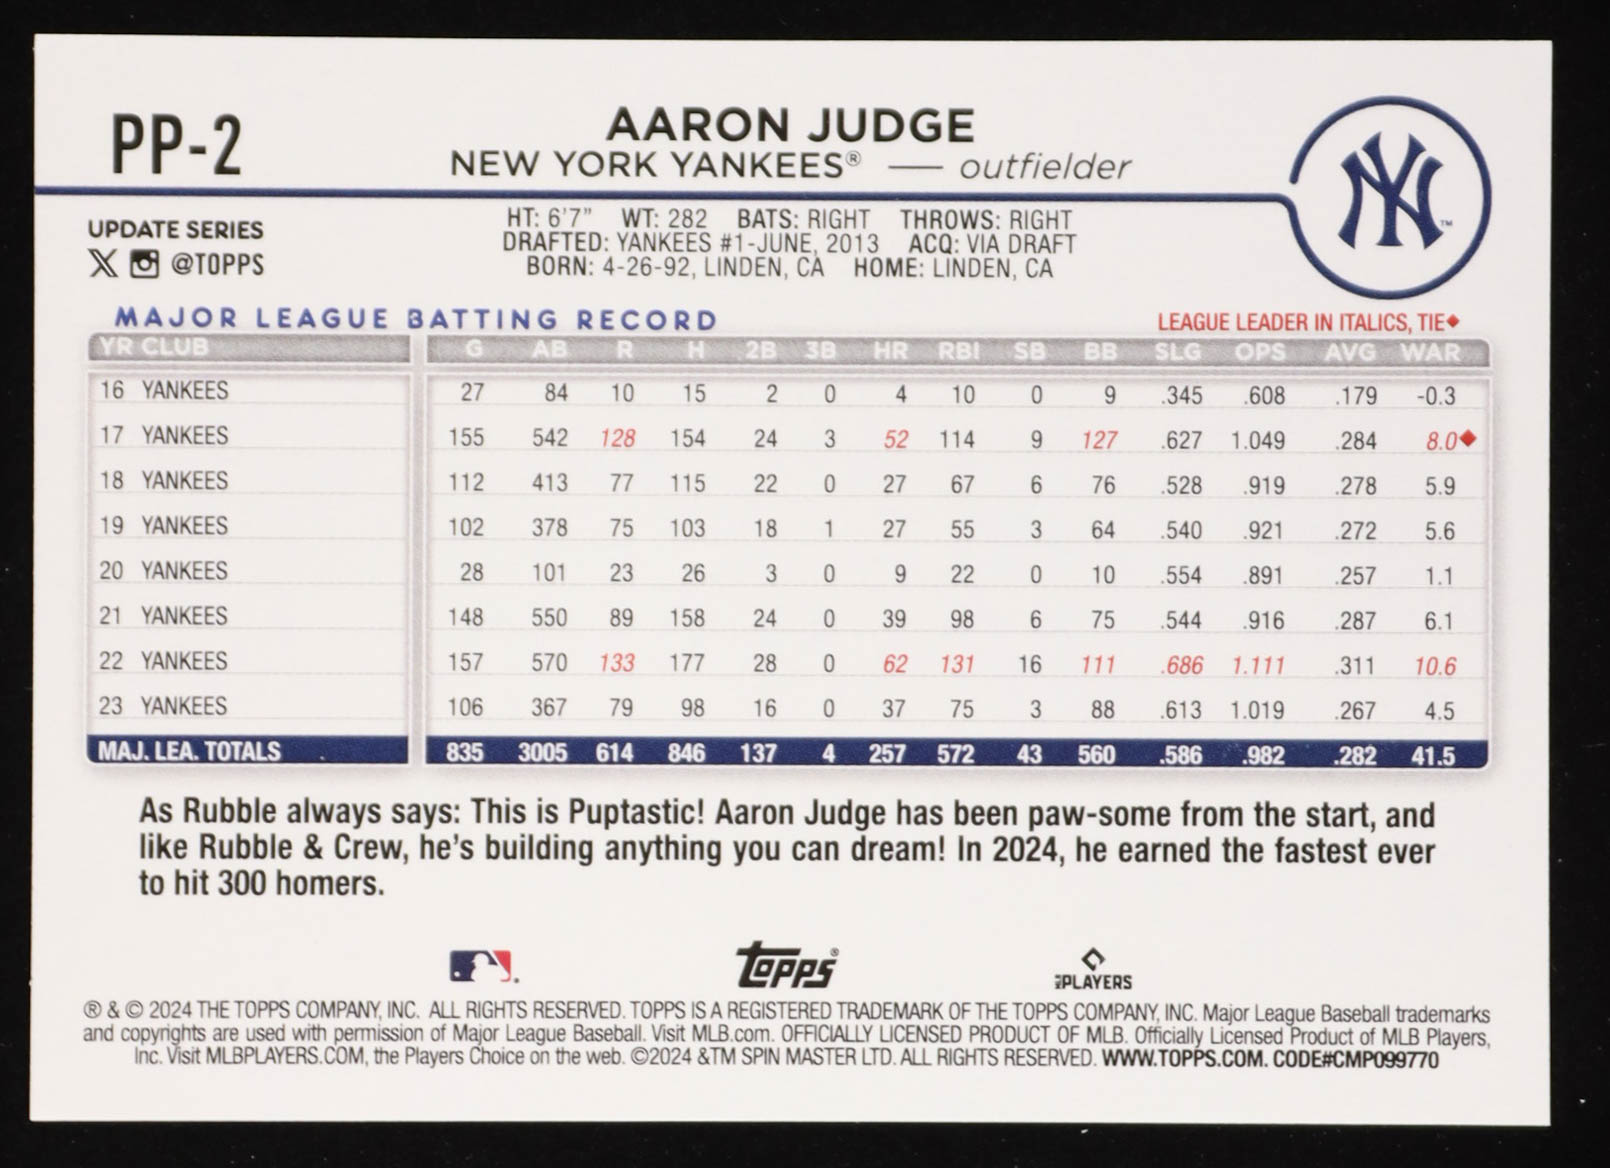 PP-2
AARON JUDGE
NEW YORK YANKEES® — outfielder
NY ™
UPDATE SERIES
@TOPPS
HT: 6'7" WT: 282 BATS: RIGHT THROWS: RIGHT
DRAFTED: YANKEES #1-JUNE, 2013 ACQ: VIA DRAFT
BORN: 4-26-92, LINDEN, CA HOME: LINDEN, CA
MAJOR LEAGUE BATTING RECORD
LEAGUE LEADER IN ITALICS, TIE♦
YR CLUB G AB R H 2B 3B HR RBI SB BB SLG OPS AVG WAR
16 YANKEES 27 84 10 15 2 0 4 10 0 9 .345 .608 .179 -0.3
17 YANKEES 155 542 128 154 24 3 52 114 9 127 .627 1.049 .284 8.0♦
18 YANKEES 112 413 77 115 22 0 27 67 6 76 .528 .919 .278 5.9
19 YANKEES 102 378 75 103 18 1 27 55 3 64 .540 .921 .272 5.6
20 YANKEES 28 101 23 26 3 0 9 22 0 10 .554 .891 .257 1.1
21 YANKEES 148 550 89 158 24 0 39 98 6 75 .544 .916 .287 6.1
22 YANKEES 157 570 133 177 28 0 62 131 16 111 .686 1.111 .311 10.6
23 YANKEES 106 367 79 98 16 0 37 75 3 88 .613 1.019 .267 4.5
MAJ. LEA. TOTALS 835 3005 614 846 137 4 257 572 43 560 .586 .982 .282 41.5
As Rubble always says: This is Puptastic! Aaron Judge has been paw-some from the start, and
like Rubble & Crew, he's building anything you can dream! In 2024, he earned the fastest ever
to hit 300 homers.
Topps®
MLBPLAYERS
® & © 2024 THE TOPPS COMPANY, INC. ALL RIGHTS RESERVED. TOPPS IS A REGISTERED TRADEMARK OF THE TOPPS COMPANY, INC. Major League Baseball trademarks
and copyrights are used with permission of Major League Baseball. Visit MLB.com. OFFICIALLY LICENSED PRODUCT OF MLB. Officially Licensed Product of MLB Players,
Inc. Visit MLBPLAYERS.COM, the Players Choice on the web. ©2024 &TM SPIN MASTER LTD. ALL RIGHTS RESERVED. WWW.TOPPS.COM. CODE#CMP099770